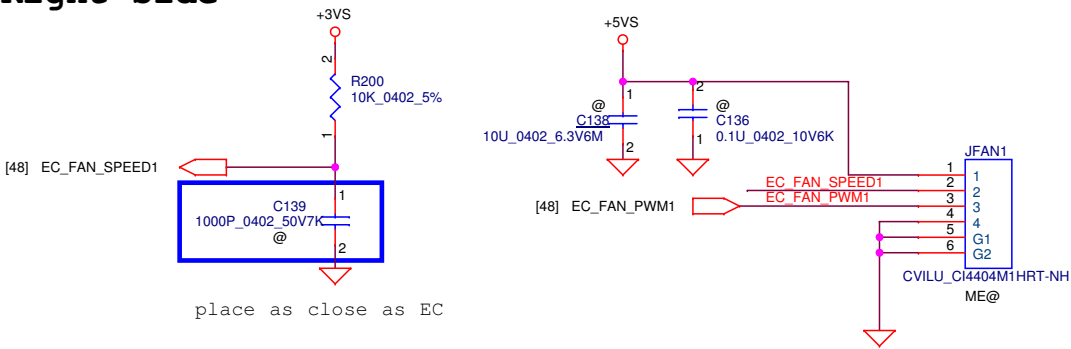 Right Side
+3VS
2
R200
10K_0402_5%
1
[48] EC_FAN_SPEED1
1
C139
1000P_0402_50V7K
@
2
place as close as EC
+5VS
1
@
C138
10U_0402_6.3V6M
2
2
@
C136
0.1U_0402_10V6K
1
JFAN1
1 1
EC_FAN_SPEED1 2 2
[48] EC_FAN_PWM1 EC_FAN_PWM1 3 3
4 4
5 G1
6 G2
CVILU_CI4404M1HRT-NH
ME@